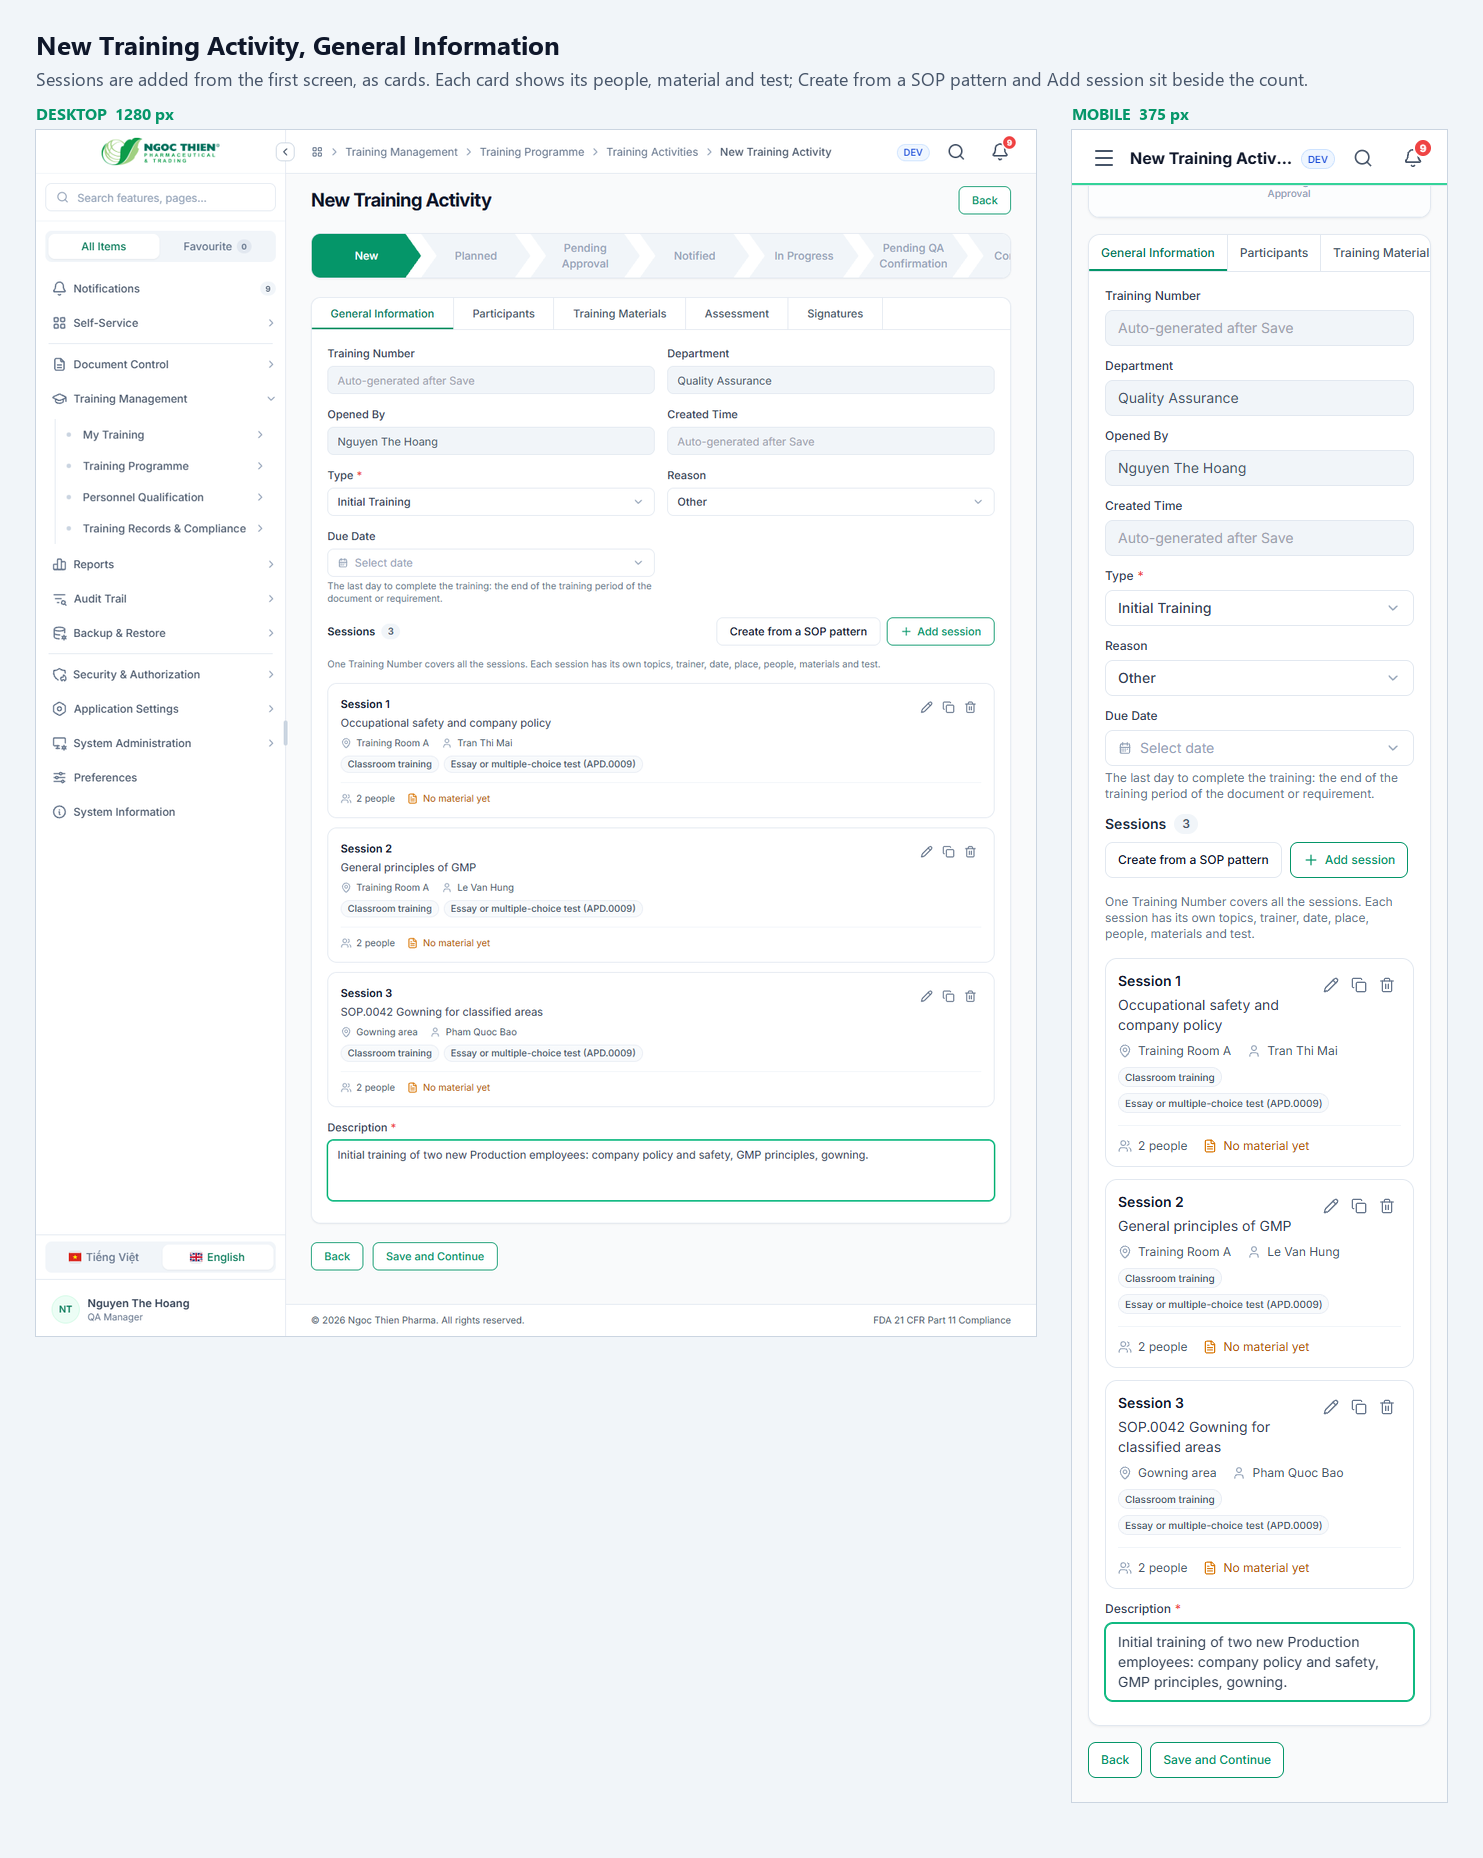 New Training Activity, General Information
Sessions are added from the first screen, as cards. Each card shows its people, material and test; Create from a SOP pattern and Add session sit beside the count.
DESKTOP 1280 px
NGOC THIEN®
PHARMACEUTICAL
& TRADING
Search features, pages...
All Items
Favourite 0
Notifications 9
Self-Service
Document Control
Training Management
My Training
Training Programme
Personnel Qualification
Training Records & Compliance
Reports
Audit Trail
Backup & Restore
Security & Authorization
Application Settings
System Administration
Preferences
System Information
Tiếng Việt
English
NT
Nguyen The Hoang
QA Manager
Training Management
Training Programme
Training Activities
New Training Activity
DEV
9
New Training Activity
Back
New
Planned
Pending
Approval
Notified
In Progress
Pending QA
Confirmation
Co
General Information
Participants
Training Materials
Assessment
Signatures
Training Number
Auto-generated after Save
Department
Quality Assurance
Opened By
Nguyen The Hoang
Created Time
Auto-generated after Save
Type *
Initial Training
Reason
Other
Due Date
Select date
The last day to complete the training: the end of the training period of the
document or requirement.
Sessions 3
Create from a SOP pattern
Add session
One Training Number covers all the sessions. Each session has its own topics, trainer, date, place, people, materials and test.
Session 1
Occupational safety and company policy
Training Room A Tran Thi Mai
Classroom training Essay or multiple-choice test (APD.0009)
2 people No material yet
Session 2
General principles of GMP
Training Room A Le Van Hung
Classroom training Essay or multiple-choice test (APD.0009)
2 people No material yet
Session 3
SOP.0042 Gowning for classified areas
Gowning area Pham Quoc Bao
Classroom training Essay or multiple-choice test (APD.0009)
2 people No material yet
Description *
Initial training of two new Production employees: company policy and safety, GMP principles, gowning.
Back
Save and Continue
© 2026 Ngoc Thien Pharma. All rights reserved.
FDA 21 CFR Part 11 Compliance
MOBILE 375 px
New Training Activ...
DEV
9
Approval
General Information
Participants
Training Material
Training Number
Auto-generated after Save
Department
Quality Assurance
Opened By
Nguyen The Hoang
Created Time
Auto-generated after Save
Type *
Initial Training
Reason
Other
Due Date
Select date
The last day to complete the training: the end of the
training period of the document or requirement.
Sessions 3
Create from a SOP pattern
Add session
One Training Number covers all the sessions. Each
session has its own topics, trainer, date, place,
people, materials and test.
Session 1
Occupational safety and
company policy
Training Room A Tran Thi Mai
Classroom training
Essay or multiple-choice test (APD.0009)
2 people No material yet
Session 2
General principles of GMP
Training Room A Le Van Hung
Classroom training
Essay or multiple-choice test (APD.0009)
2 people No material yet
Session 3
SOP.0042 Gowning for
classified areas
Gowning area Pham Quoc Bao
Classroom training
Essay or multiple-choice test (APD.0009)
2 people No material yet
Description *
Initial training of two new Production
employees: company policy and safety,
GMP principles, gowning.
Back
Save and Continue